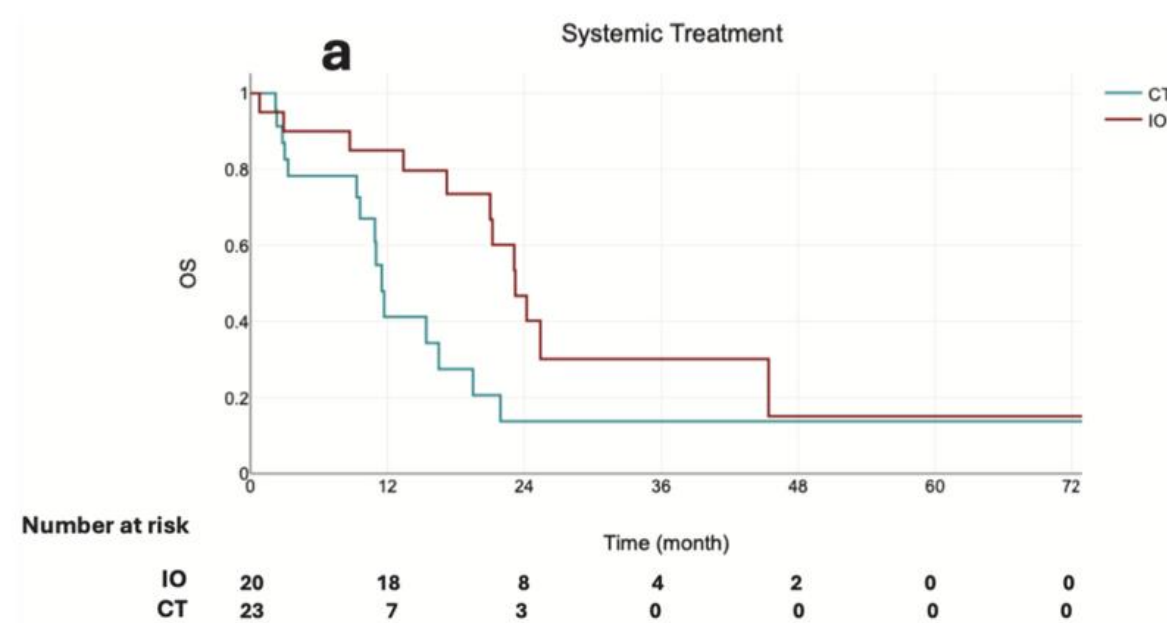 Systemic Treatment
a
CT
IO
1
0.8
0.6
0.4
0.2
0
OS
0 12 24 36 48 60 72
Time (month)
Number at risk
IO 20 18 8 4 2 0 0
CT 23 7 3 0 0 0 0